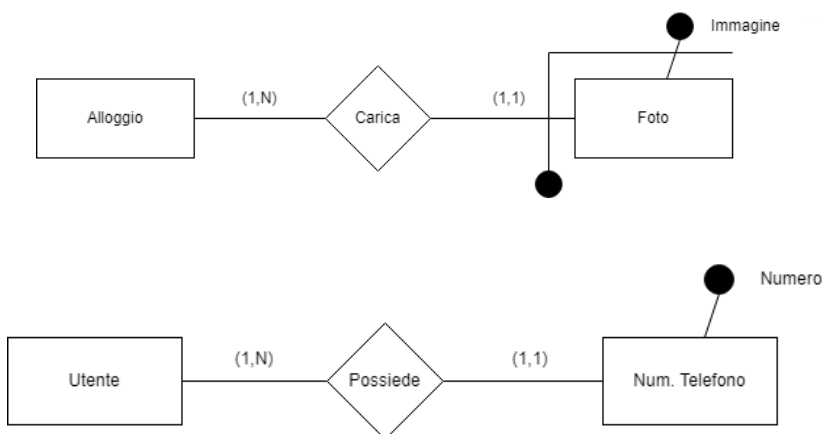 Immagine
(1,N)
(1,1)
Alloggio
Carica
Foto
Numero
(1,N)
(1,1)
Utente
Possiede
Num. Telefono